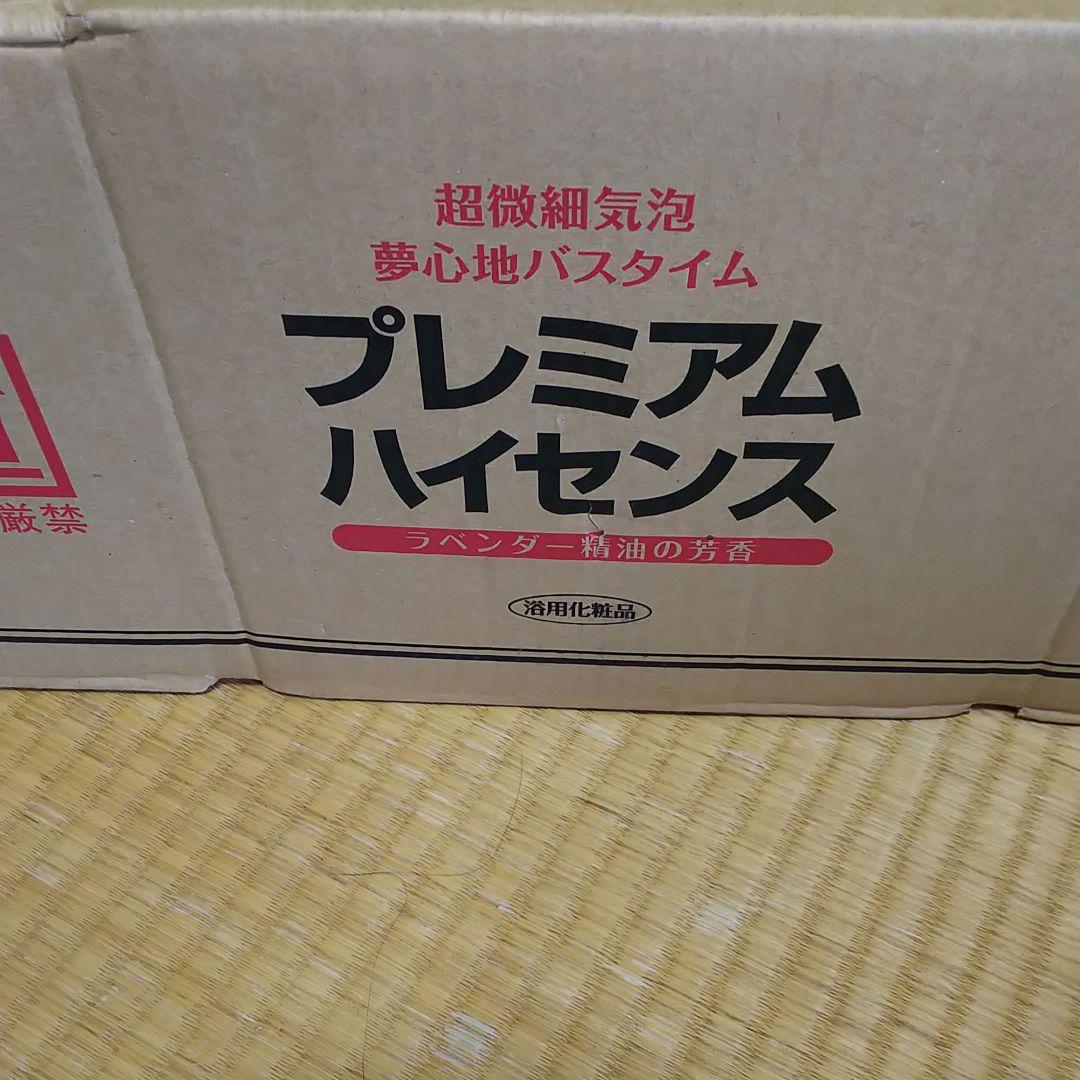 超微細気泡
夢心地バスタイム
プレミアム
ハイセンス
ラベンダー精油の芳香
浴用化粧品
厳禁